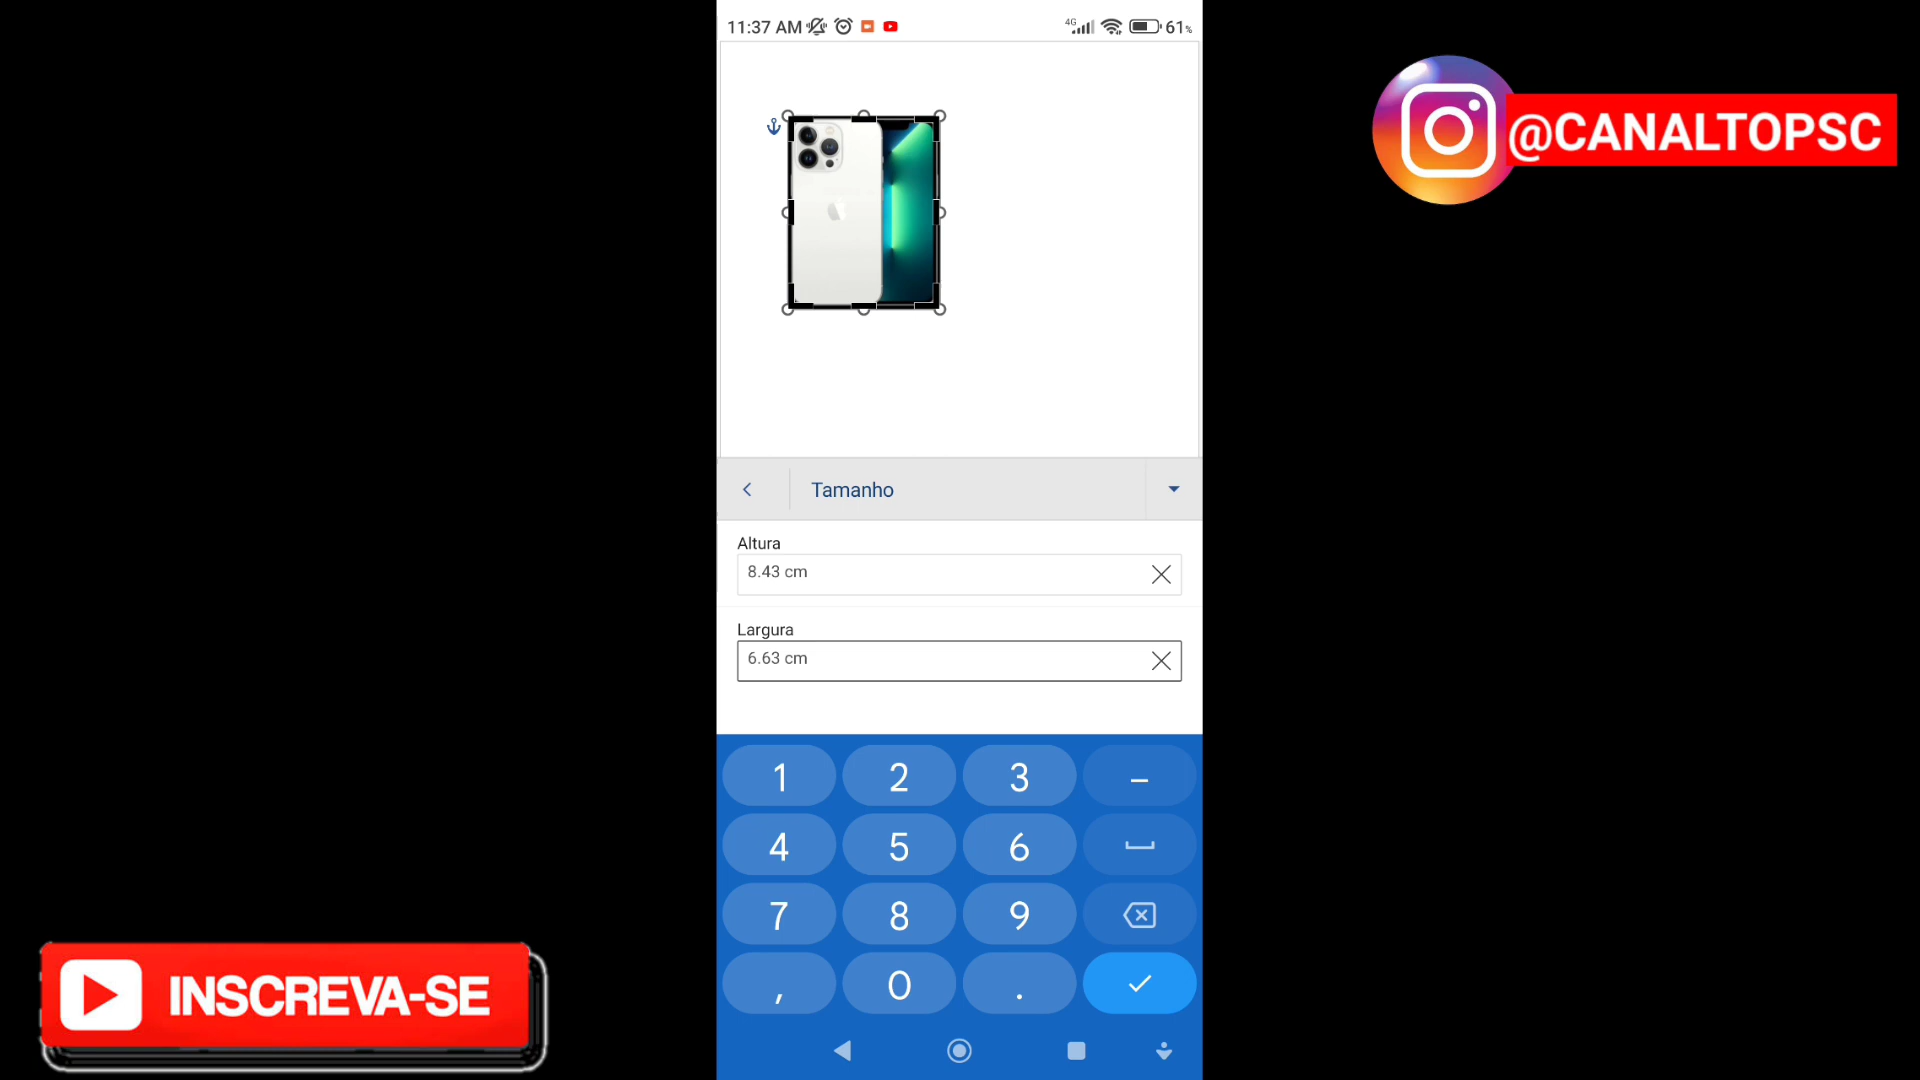 11:37 AM
4G
61%
@CANALTOPSC
Tamanho
Altura
8.43 cm
Largura
6.63 cm
1 2 3 –
4 5 6
7 8 9
, 0 .
INSCREVA-SE